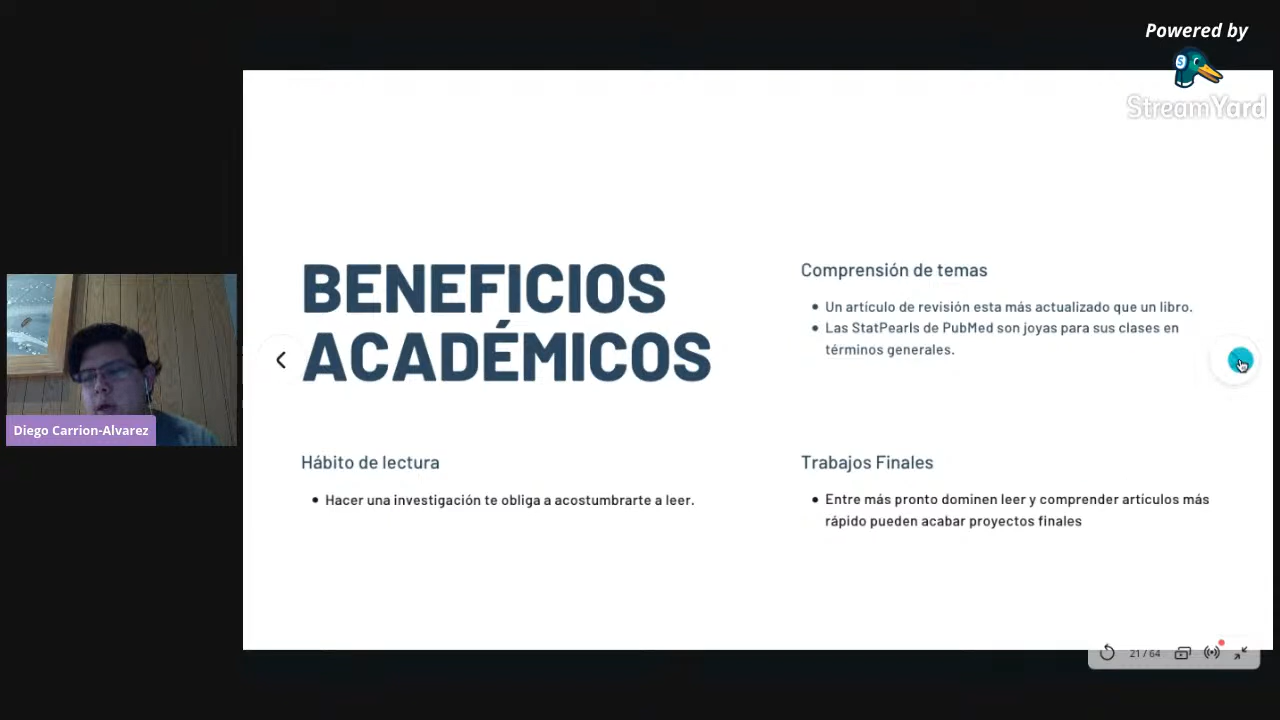 Powered by
StreamYard
BENEFICIOS
ACADÉMICOS
Comprensión de temas
Un artículo de revisión esta más actualizado que un libro.
Las StatPearls de PubMed son joyas para sus clases en
términos generales.
Diego Carrion-Alvarez
Hábito de lectura
Hacer una investigación te obliga a acostumbrarte a leer.
Trabajos Finales
Entre más pronto dominen leer y comprender artículos más
rápido pueden acabar proyectos finales
21 / 64